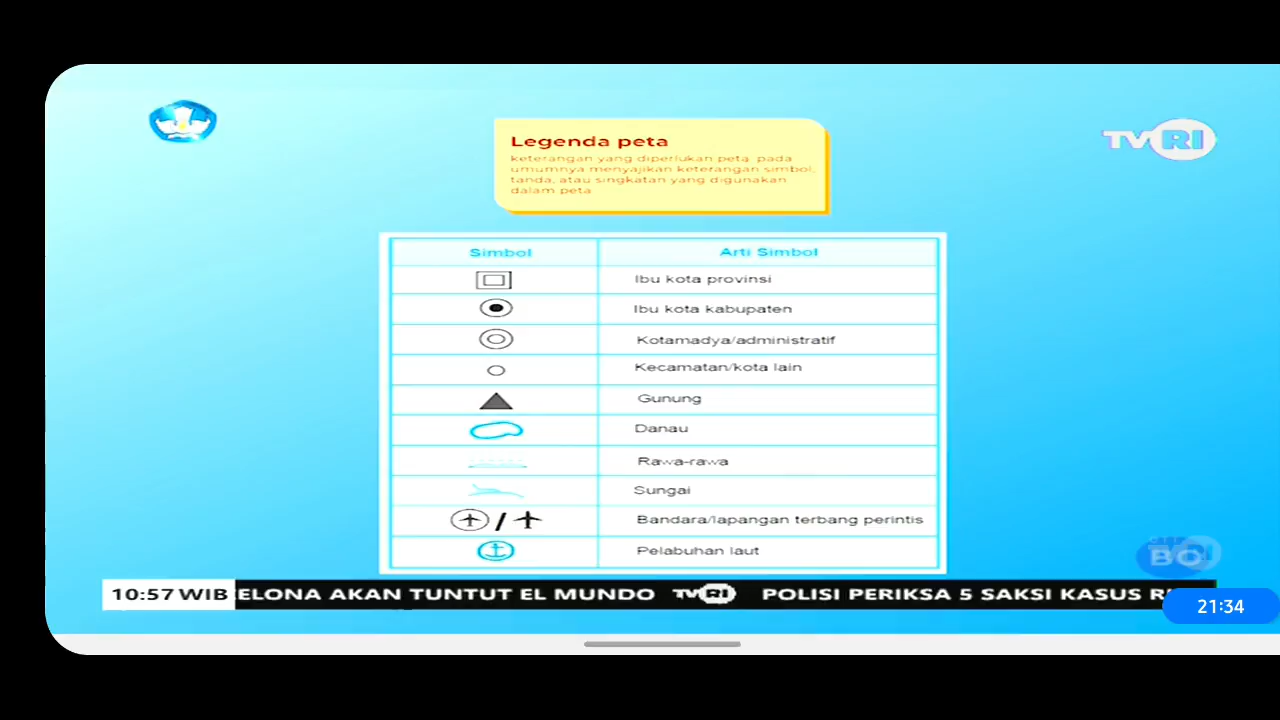 TVRI
Legenda peta
keterangan yang diperlukan peta, pada
umumnya menyajikan keterangan simbol,
tanda, atau singkatan yang digunakan
dalam peta
Simbol Arti Simbol
Ibu kota provinsi
Ibu kota kabupaten
Kotamadya/administratif
Kecamatan/kota lain
Gunung
Danau
Rawa-rawa
Sungai
/ Bandara/lapangan terbang perintis
Pelabuhan laut
10:57 WIB ELONA AKAN TUNTUT EL MUNDO TVRI POLISI PERIKSA 5 SAKSI KASUS
21:34